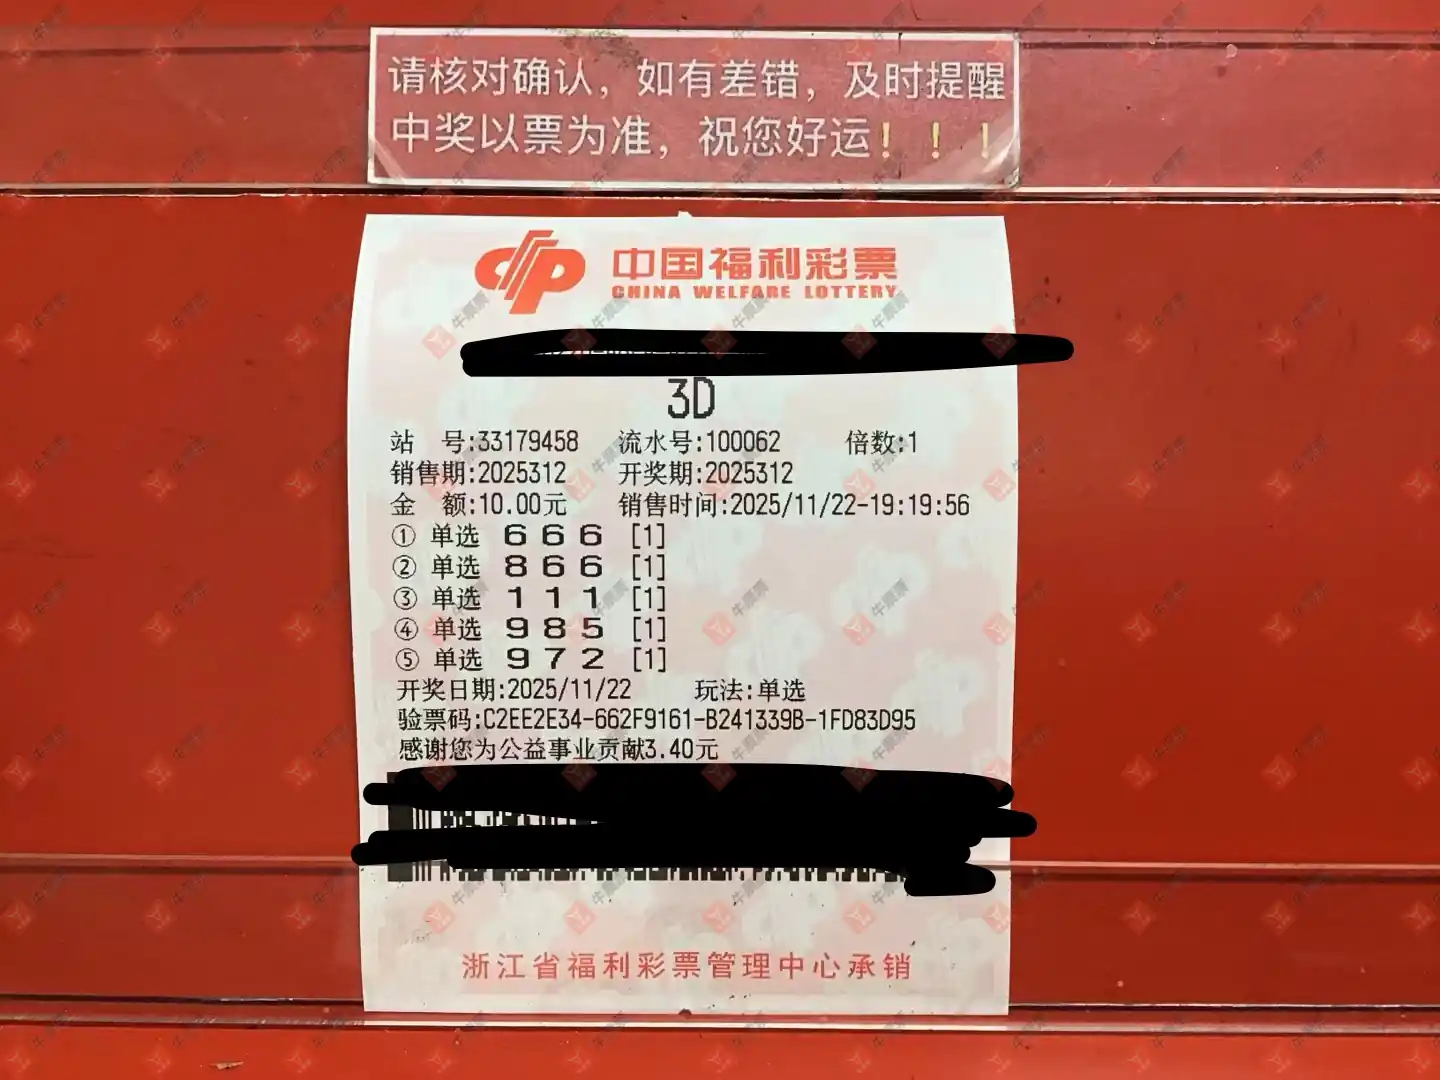 请核对确认，如有差错，及时提醒
中奖以票为准，祝您好运！！！
中国福利彩票
CHINA WELFARE LOTTERY
3D
站 号:33179458 流水号:100062 倍数:1
销售期:2025312 开奖期:2025312
金 额:10.00元 销售时间:2025/11/22-19:19:56
① 单选 6 6 6 [1]
② 单选 8 6 6 [1]
③ 单选 1 1 1 [1]
④ 单选 9 8 5 [1]
⑤ 单选 9 7 2 [1]
开奖日期:2025/11/22 玩法:单选
验票码:C2EE2E34-662F9161-B241339B-1FD83D95
感谢您为公益事业贡献3.40元
浙江省福利彩票管理中心承销
牛票票